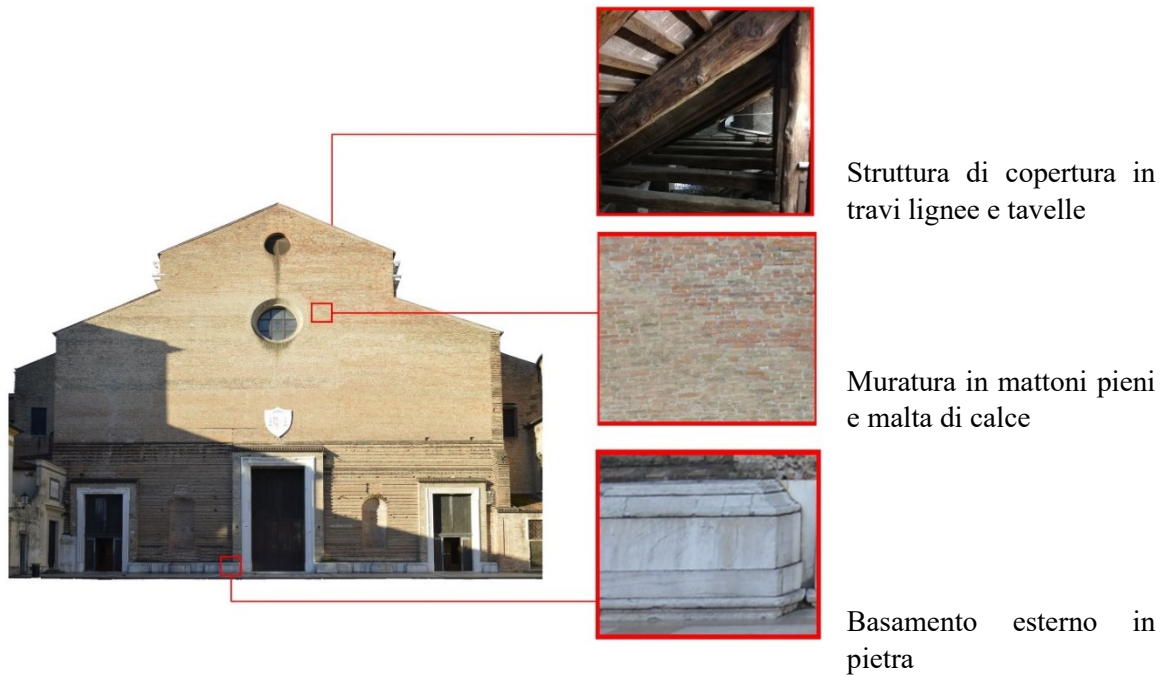 Struttura di copertura in
travi lignee e tavelle
Muratura in mattoni pieni
e malta di calce
Basamento esterno in
pietra